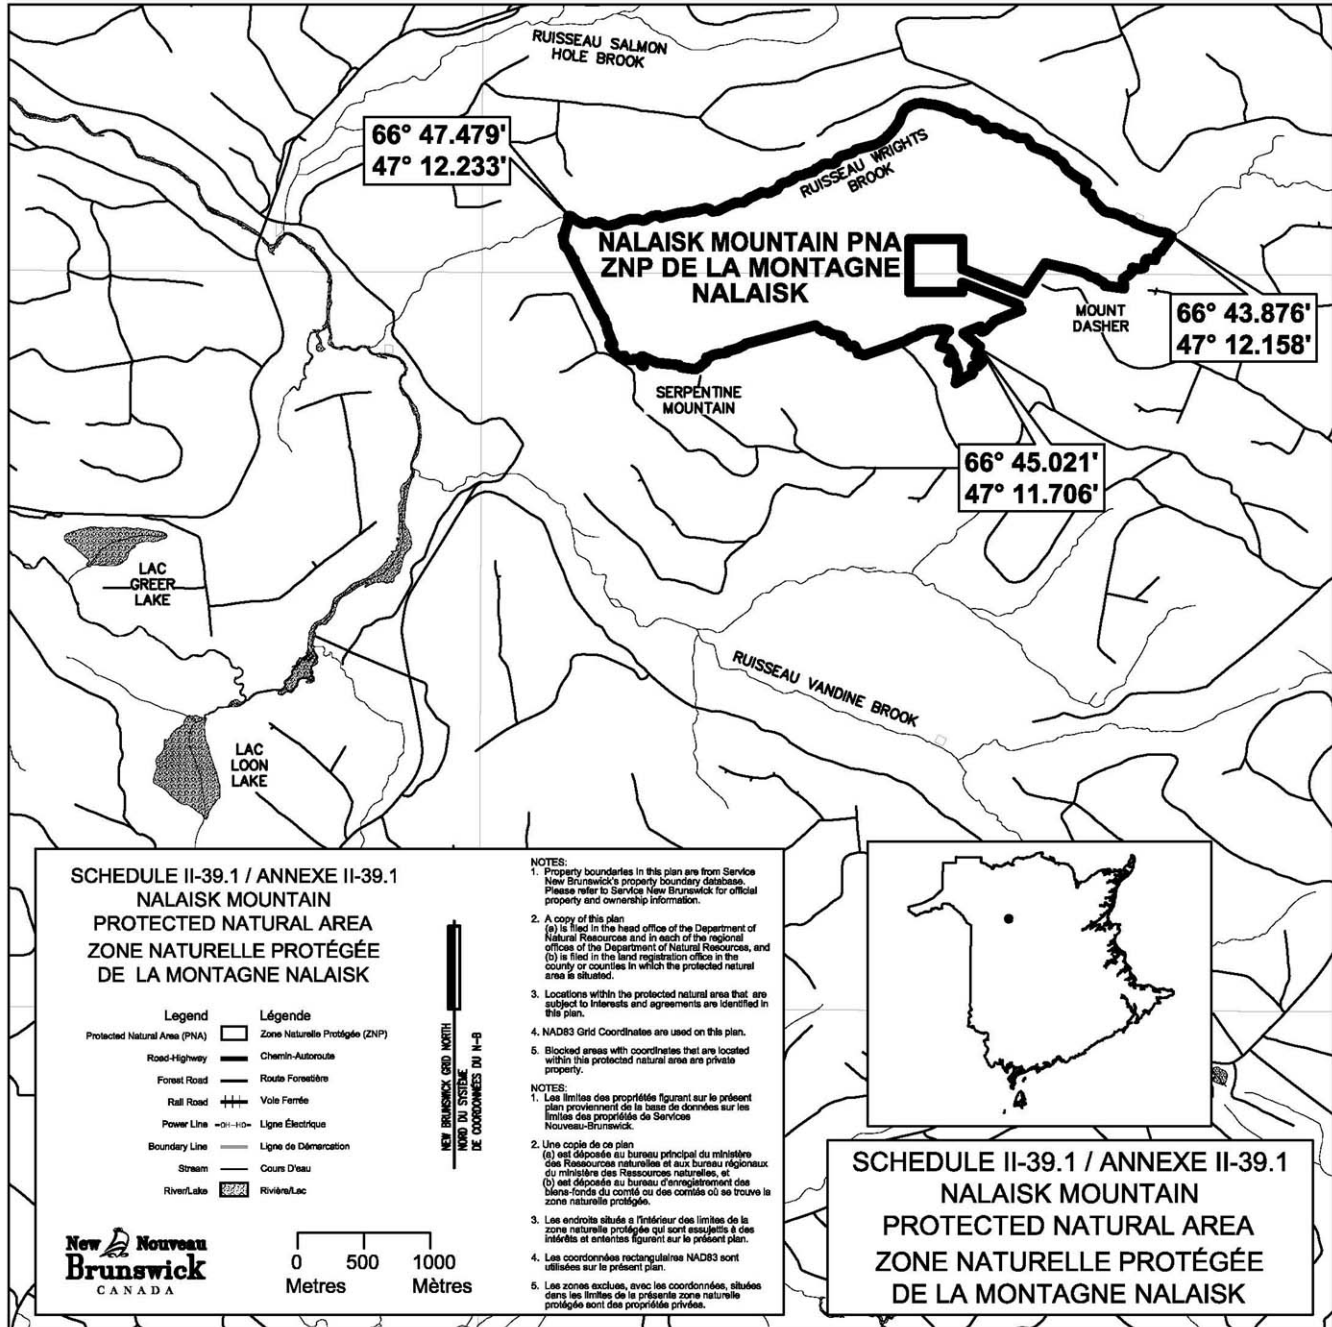 RUISSEAU SALMON
HOLE BROOK
66° 47.479'
47° 12.233'
RUISSEAU WRIGHTS
BROOK
NALAISK MOUNTAIN PNA
ZNP DE LA MONTAGNE
NALAISK
MOUNT
DASHER
66° 43.876'
47° 12.158'
SERPENTINE
MOUNTAIN
66° 45.021'
47° 11.706'
LAC
GREER
LAKE
RUISSEAU VANDINE BROOK
LAC
LOON
LAKE
SCHEDULE II-39.1 / ANNEXE II-39.1
NALAISK MOUNTAIN
PROTECTED NATURAL AREA
ZONE NATURELLE PROTÉGÉE
DE LA MONTAGNE NALAISK
Legend Légende
Protected Natural Area (PNA) Zone Naturelle Protégée (ZNP)
Road-Highway Chemin-Autoroute
Forest Road Route Forestière
Rail Road Voie Ferrée
Power Line -OH-HO- Ligne Électrique
Boundary Line Ligne de Démarcation
Stream Cours D'eau
River/Lake Rivière/Lac
New Nouveau
Brunswick
CANADA
0 500 1000
Metres Mètres
NEW BRUNSWICK GRID NORTH
NORD DU SYSTÈME
DE COORDONNÉES DU N-B
NOTES:
1. Property boundaries in this plan are from Service
New Brunswick's property boundary database.
Please refer to Service New Brunswick for official
property and ownership information.
2. A copy of this plan
(a) is filed in the head office of the Department of
Natural Resources and in each of the regional
offices of the Department of Natural Resources, and
(b) is filed in the land registration office in the
county or counties in which the protected natural
area is situated.
3. Locations within the protected natural area that are
subject to interests and agreements are identified in
this plan.
4. NAD83 Grid Coordinates are used on this plan.
5. Blocked areas with coordinates that are located
within this protected natural area are private
property.
NOTES:
1. Les limites des propriétés figurant sur le présent
plan proviennent de la base de données sur les
limites des propriétés de Services
Nouveau-Brunswick.
2. Une copie de ce plan
(a) est déposée au bureau principal du ministère
des Ressources naturelles et aux bureau régionaux
du ministère des Ressources naturelles, et
(b) est déposée au bureau d'enregistrement des
biens-fonds du comté ou des comtés où se trouve la
zone naturelle protégée.
3. Les endroits situés a l'intérieur des limites de la
zone naturelle protégée qui sont assujettis à des
intérêts et ententes figurent sur le présent plan.
4. Les coordonnées rectangulaires NAD83 sont
utilisées sur le présent plan.
5. Les zones exclues, avec les coordonnées, situées
dans les limites de la présente zone naturelle
protégée sont des propriétés privées.
SCHEDULE II-39.1 / ANNEXE II-39.1
NALAISK MOUNTAIN
PROTECTED NATURAL AREA
ZONE NATURELLE PROTÉGÉE
DE LA MONTAGNE NALAISK